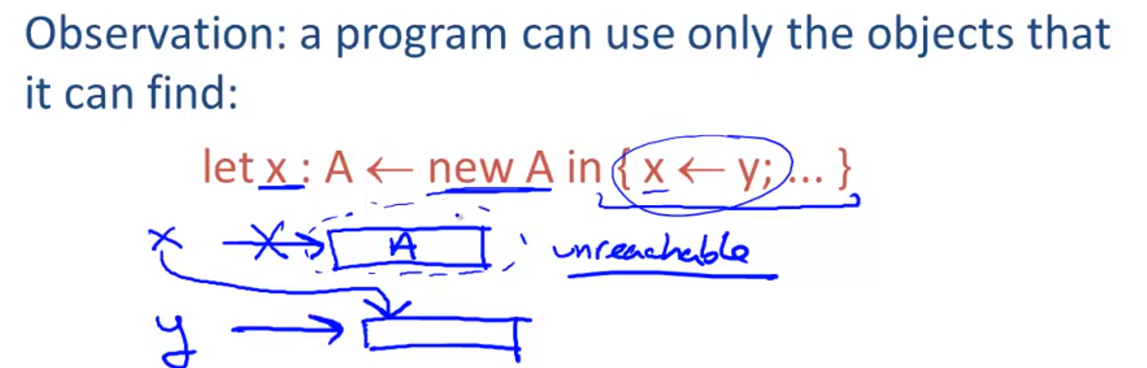 Observation: a program can use only the objects that
it can find:
let x : A ← new A in { x ← y; ... }
x A unreachable
y